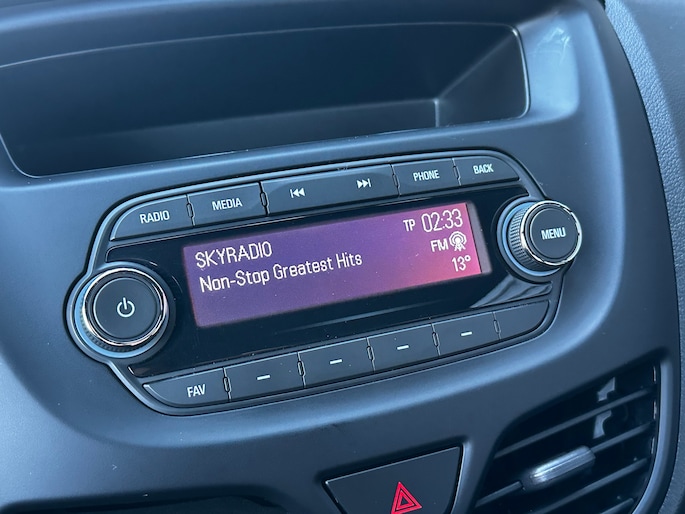 RADIO
MEDIA
PHONE
BACK
SKYRADIO
TP 02:33
Non-Stop Greatest Hits
FM
13°
MENU
FAV